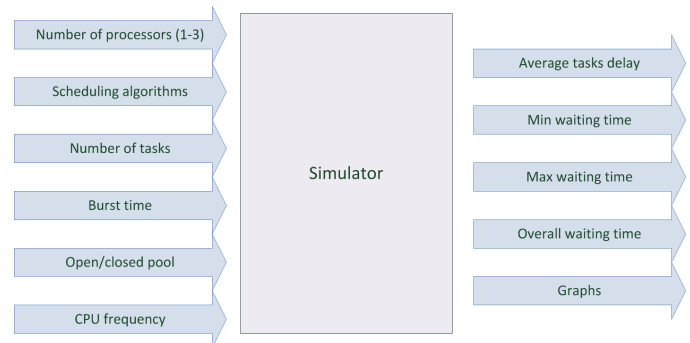 Number of processors (1-3)
Scheduling algorithms
Number of tasks
Burst time
Open/closed pool
CPU frequency
Simulator
Average tasks delay
Min waiting time
Max waiting time
Overall waiting time
Graphs